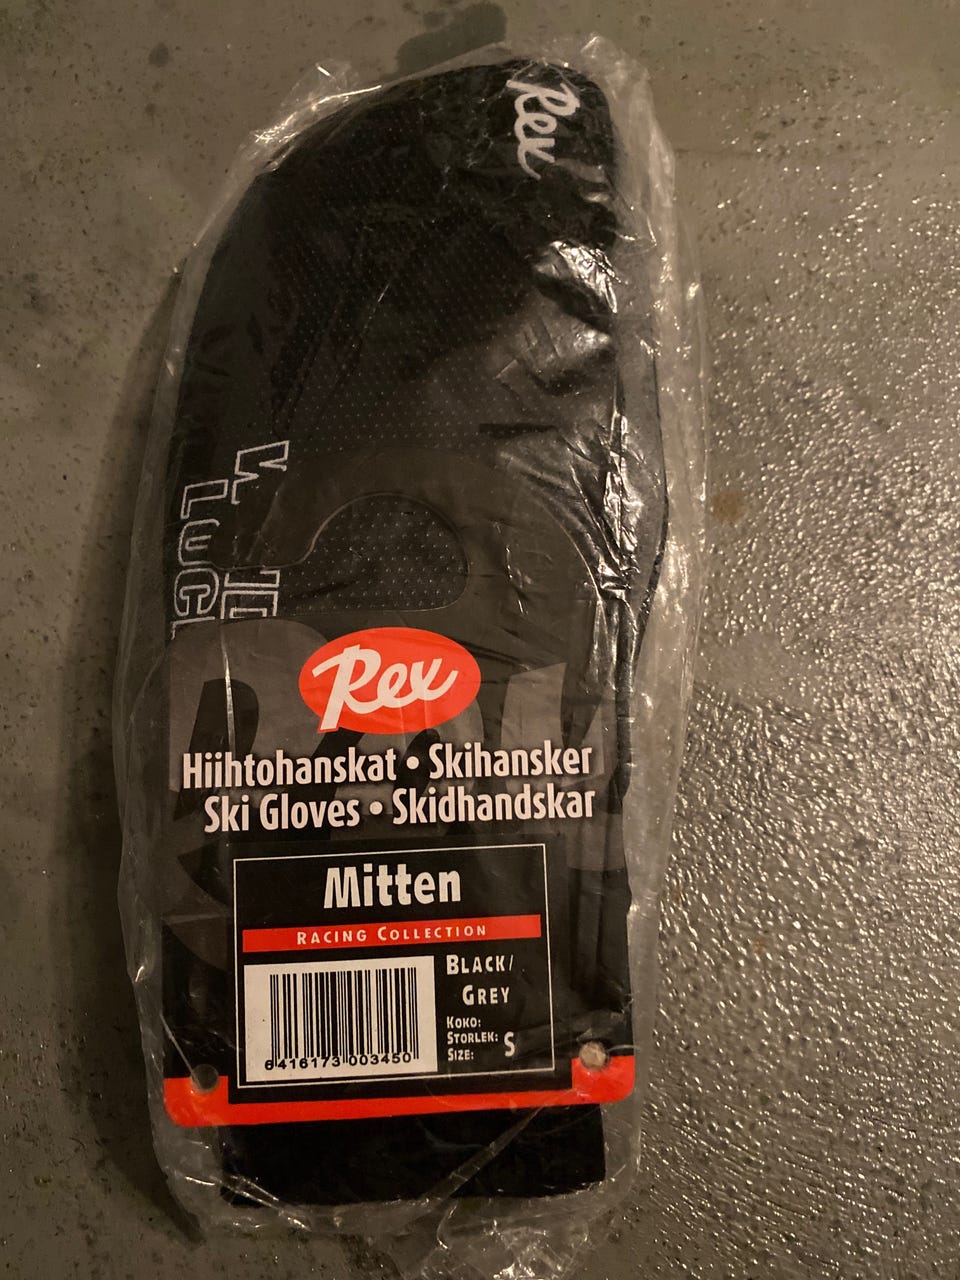 Rex
Rex
Hiihtohanskat • Skihansker
Ski Gloves • Skidhandskar
Mitten
RACING COLLECTION
BLACK/
GREY
KOKO:
STORLEK:
SIZE:
S
6416173 003450